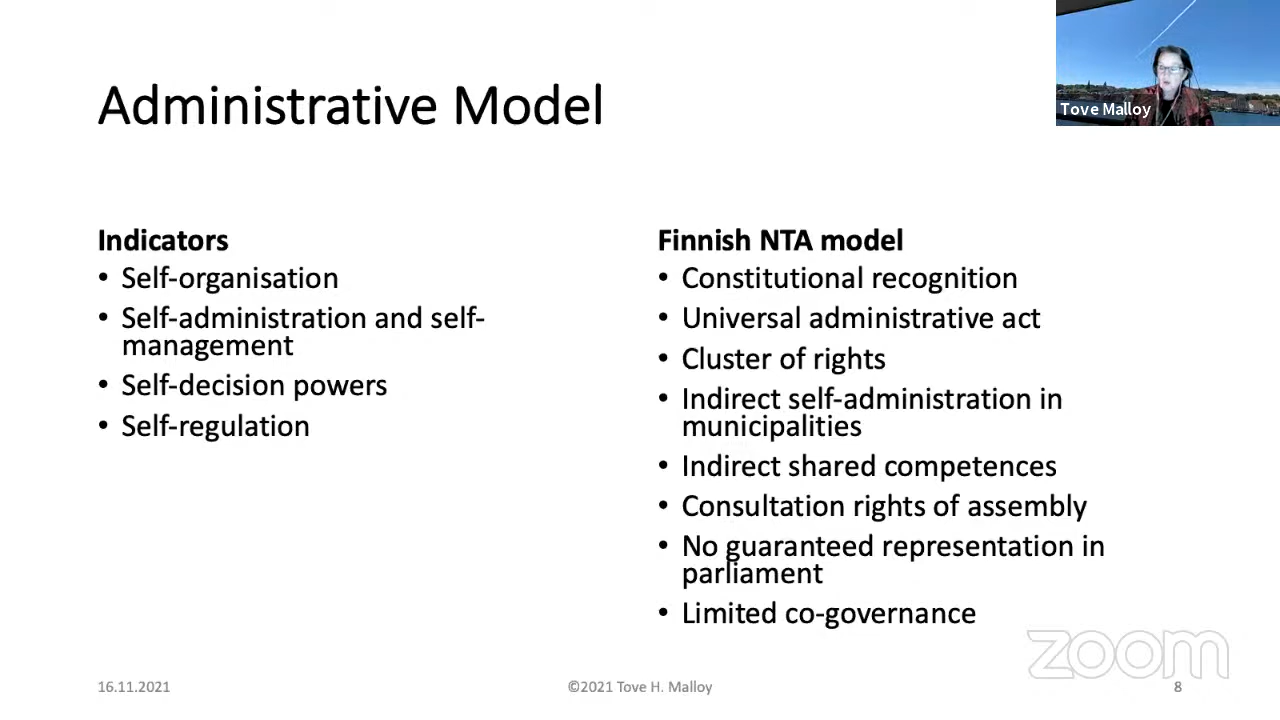 Administrative Model
Tove Malloy
Indicators
• Self-organisation
• Self-administration and self-
management
• Self-decision powers
• Self-regulation
Finnish NTA model
• Constitutional recognition
• Universal administrative act
• Cluster of rights
• Indirect self-administration in
municipalities
• Indirect shared competences
• Consultation rights of assembly
• No guaranteed representation in
parliament
• Limited co-governance
zoom
16.11.2021
©2021 Tove H. Malloy
8